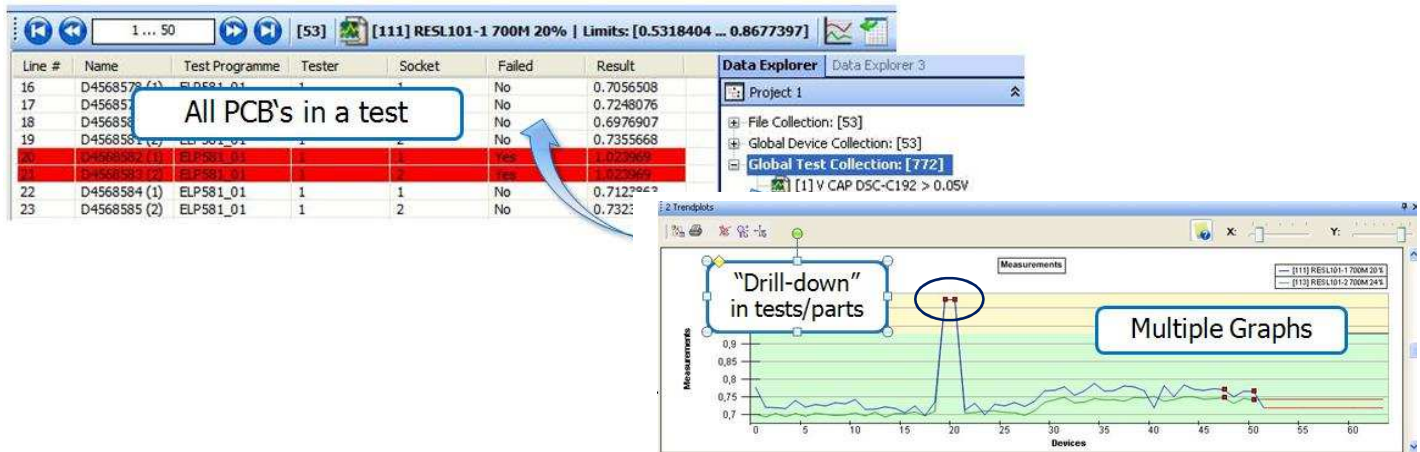 1... 50 [53] [111] RESL101-1 700M 20% | Limits: [0.5318404 ... 0.8677397]
Line # Name Test Programme Tester Socket Failed Result
16 D4568578 (1) ELP581_01 1 1 No 0.7056508
17 No 0.7248076
18 No 0.6976907
19 D4568581 (2) ELP581_01 1 2 No 0.7355668
20 D4568582 (1) ELP581_01 1 1 Yes 1.023969
21 D4568583 (2) ELP581_01 1 2 Yes 1.023969
22 D4568584 (1) ELP581_01 1 1 No
23 D4568585 (2) ELP581_01 1 2 No
All PCB's in a test
Data Explorer Data Explorer 3
Project 1
File Collection: [53]
Global Device Collection: [53]
Global Test Collection: [772]
[1] V CAP DSC-C192 > 0.05V
2 Trendplots
X: Y:
Measurements
[111] RESL101-1 700M 20%
[113] RESL101-2 700M 24%
"Drill-down"
in tests/parts
Multiple Graphs
Measurements
0,9
0,85
0,8
0,75
0,7
0 5 10 15 20 25 30 35 40 45 50 55 60
Devices